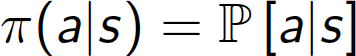 π(a|s) = ℙ [a|s]